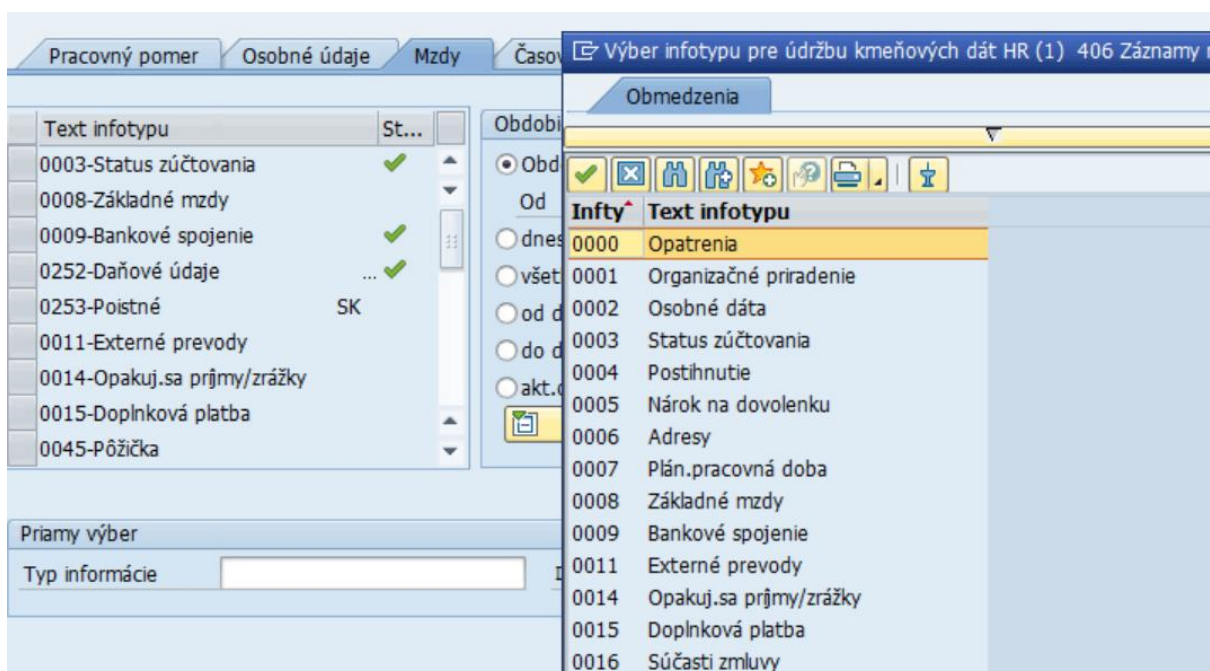 Pracovný pomer
Osobné údaje
Mzdy
Časov
Text infotypu St...
0003-Status zúčtovania
0008-Základné mzdy
0009-Bankové spojenie
0252-Daňové údaje ...
0253-Poistné SK
0011-Externé prevody
0014-Opakuj.sa príjmy/zrážky
0015-Doplnková platba
0045-Pôžička
Obdobi
Obd
Od
dnes
všet
od d
do d
akt.
Priamy výber
Typ informácie
Výber infotypu pre údržbu kmeňových dát HR (1) 406 Záznamy
Obmedzenia
Infty Text infotypu
0000 Opatrenia
0001 Organizačné priradenie
0002 Osobné dáta
0003 Status zúčtovania
0004 Postihnutie
0005 Nárok na dovolenku
0006 Adresy
0007 Plán.pracovná doba
0008 Základné mzdy
0009 Bankové spojenie
0011 Externé prevody
0014 Opakuj.sa príjmy/zrážky
0015 Doplnková platba
0016 Súčasti zmluvy